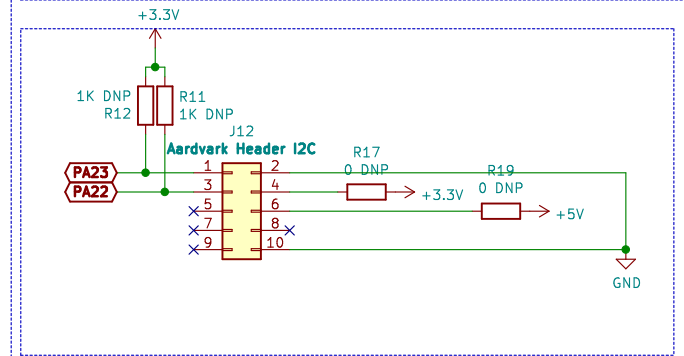 +3.3V
1K DNP
R12
R11
1K DNP
J12
Aardvark Header I2C
R17
0 DNP
R19
0 DNP
PA23
PA22
1
2
3
4
5
6
7
8
9
10
+3.3V
+5V
GND